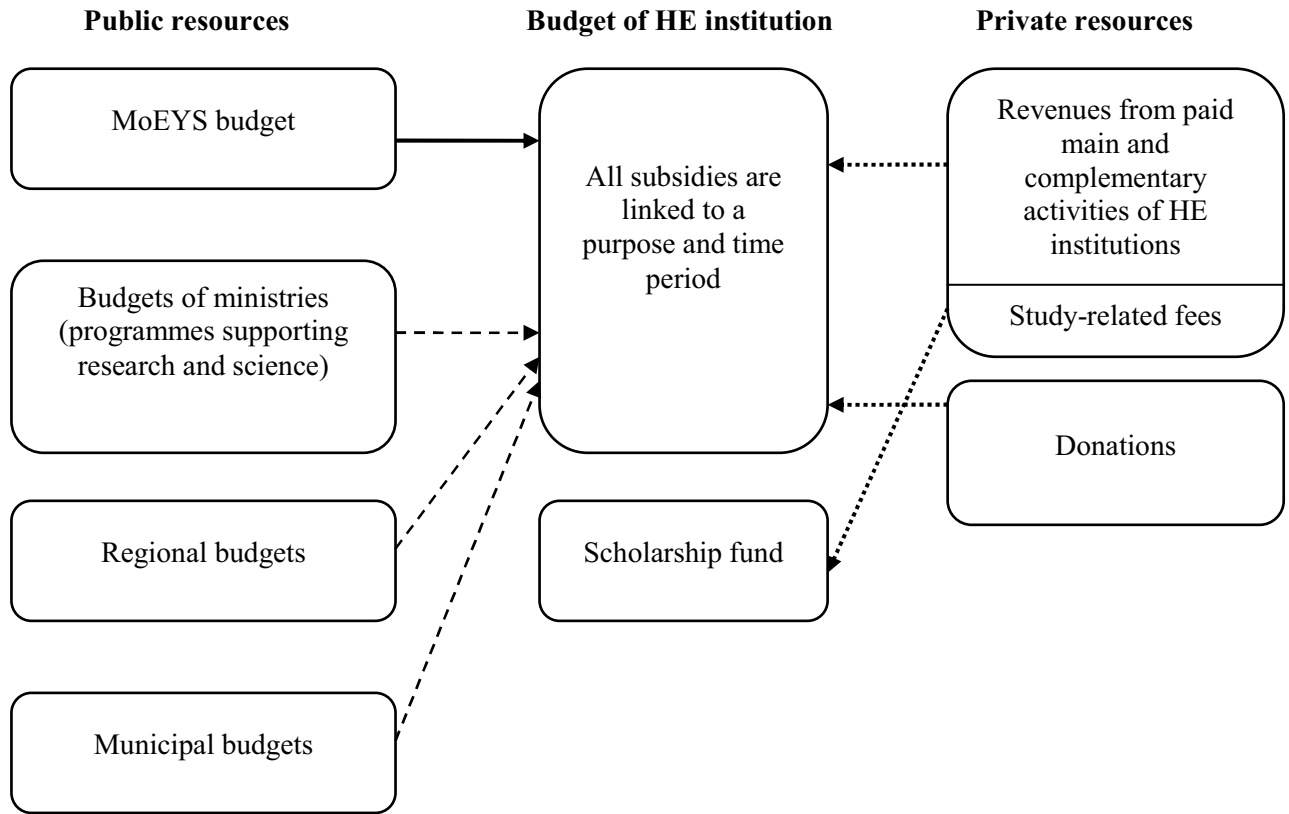 Public resources
Budget of HE institution
Private resources
MoEYS budget
Budgets of ministries
(programmes supporting
research and science)
Regional budgets
Municipal budgets
All subsidies are
linked to a
purpose and time
period
Scholarship fund
Revenues from paid
main and
complementary
activities of HE
institutions
Study-related fees
Donations